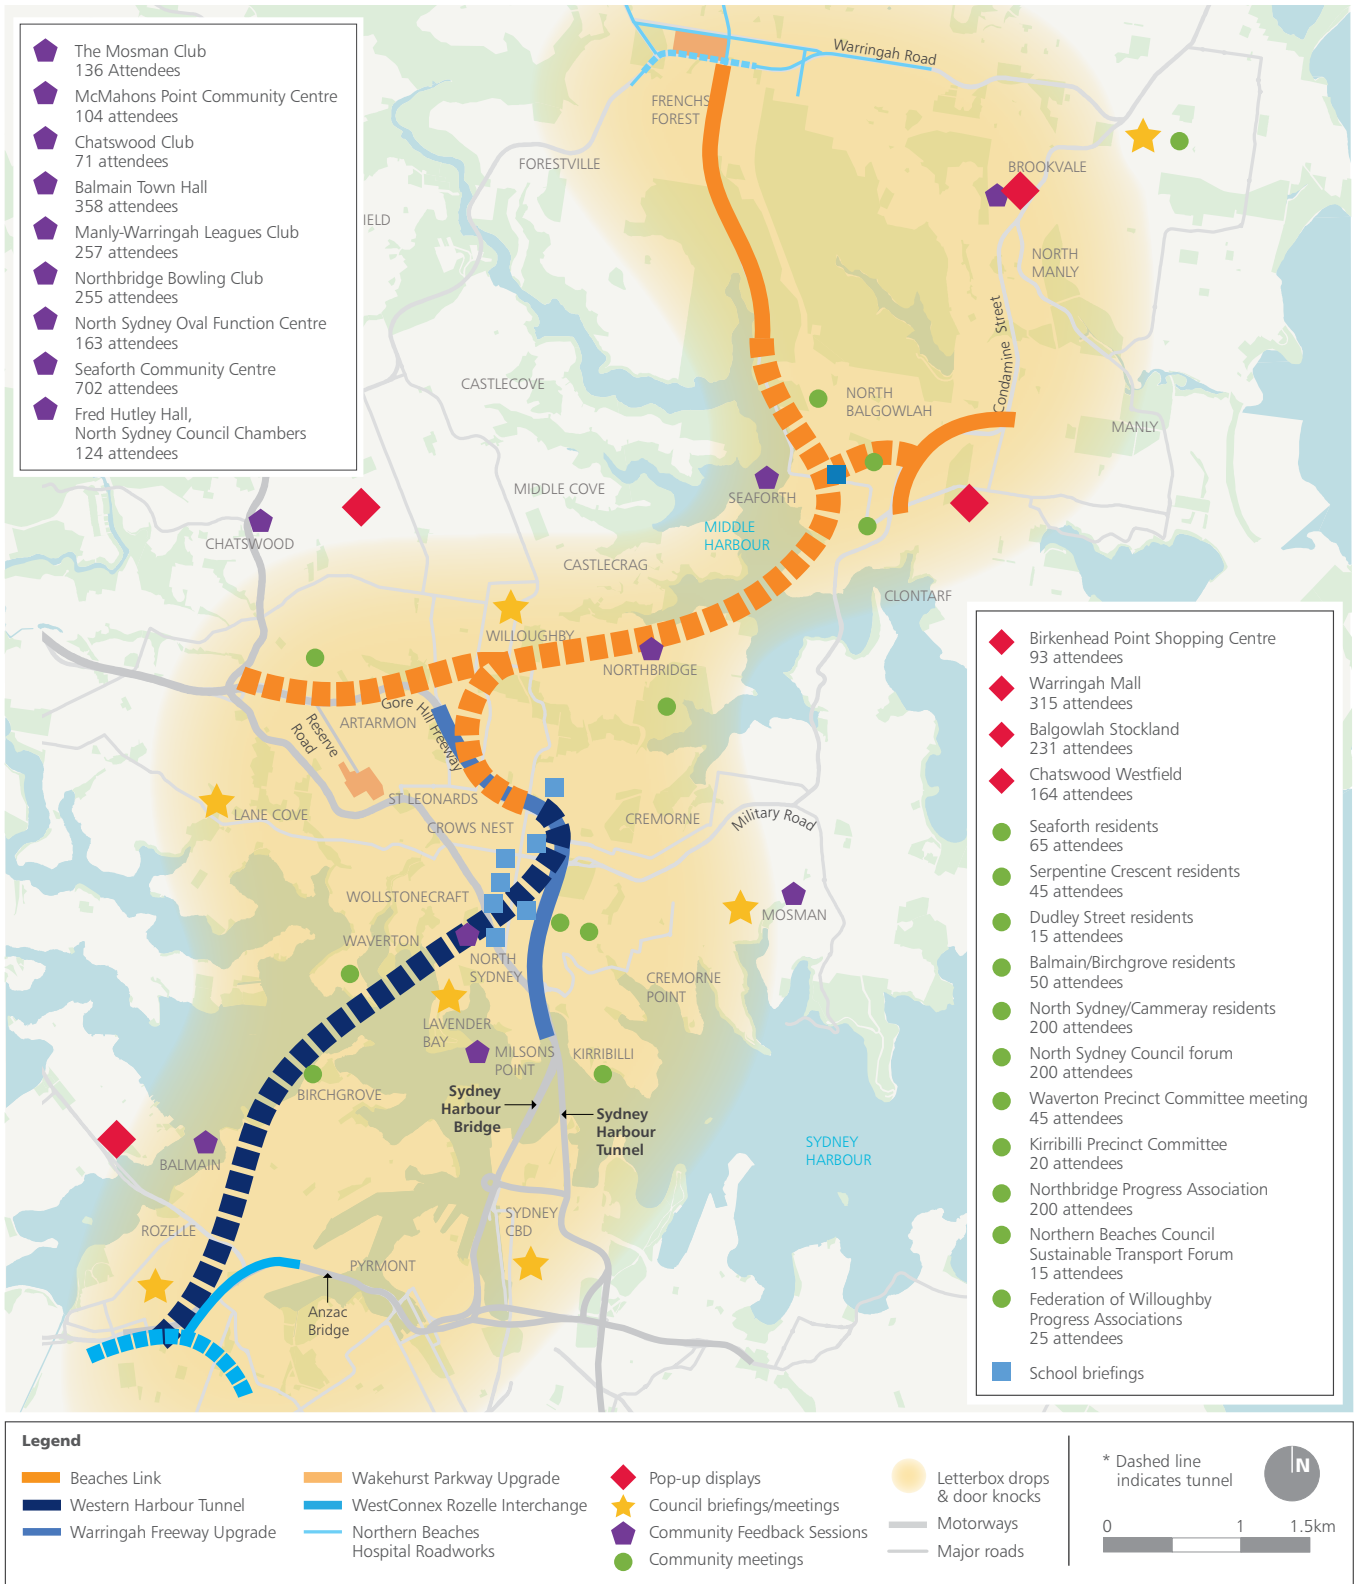 The Mosman Club
136 Attendees
McMahons Point Community Centre
104 attendees
Chatswood Club
71 attendees
Balmain Town Hall
358 attendees
Manly-Warringah Leagues Club
257 attendees
Northbridge Bowling Club
255 attendees
North Sydney Oval Function Centre
163 attendees
Seaforth Community Centre
702 attendees
Fred Hutley Hall,
North Sydney Council Chambers
124 attendees
Warringah Road
FRENCHS
FOREST
FORESTVILLE
BROOKVALE
IELD
NORTH
MANLY
Condamine Street
CASTLECOVE
NORTH
BALGOWLAH
MANLY
MIDDLE COVE
SEAFORTH
MIDDLE
HARBOUR
CHATSWOOD
CASTLECRAG
CLONTARF
WILLOUGHBY
NORTHBRIDGE
Gore Hill Freeway
ARTARMON
Reserve
Road
ST LEONARDS
LANE COVE
CROWS NEST
CREMORNE
Military Road
WOLLSTONECRAFT
MOSMAN
WAVERTON
NORTH
SYDNEY
CREMORNE
POINT
LAVENDER
BAY
MILSONS
POINT
KIRRIBILLI
BIRCHGROVE
Sydney
Harbour
Bridge
Sydney
Harbour
Tunnel
SYDNEY
HARBOUR
BALMAIN
ROZELLE
SYDNEY
CBD
PYRMONT
Anzac
Bridge
Birkenhead Point Shopping Centre
93 attendees
Warringah Mall
315 attendees
Balgowlah Stockland
231 attendees
Chatswood Westfield
164 attendees
Seaforth residents
65 attendees
Serpentine Crescent residents
45 attendees
Dudley Street residents
15 attendees
Balmain/Birchgrove residents
50 attendees
North Sydney/Cammeray residents
200 attendees
North Sydney Council forum
200 attendees
Waverton Precinct Committee meeting
45 attendees
Kirribilli Precinct Committee
20 attendees
Northbridge Progress Association
200 attendees
Northern Beaches Council
Sustainable Transport Forum
15 attendees
Federation of Willoughby
Progress Associations
25 attendees
School briefings
Legend
Beaches Link
Western Harbour Tunnel
Warringah Freeway Upgrade
Wakehurst Parkway Upgrade
WestConnex Rozelle Interchange
Northern Beaches
Hospital Roadworks
Pop-up displays
Council briefings/meetings
Community Feedback Sessions
Community meetings
Letterbox drops
& door knocks
Motorways
Major roads
* Dashed line
indicates tunnel
N
0 1 1.5km